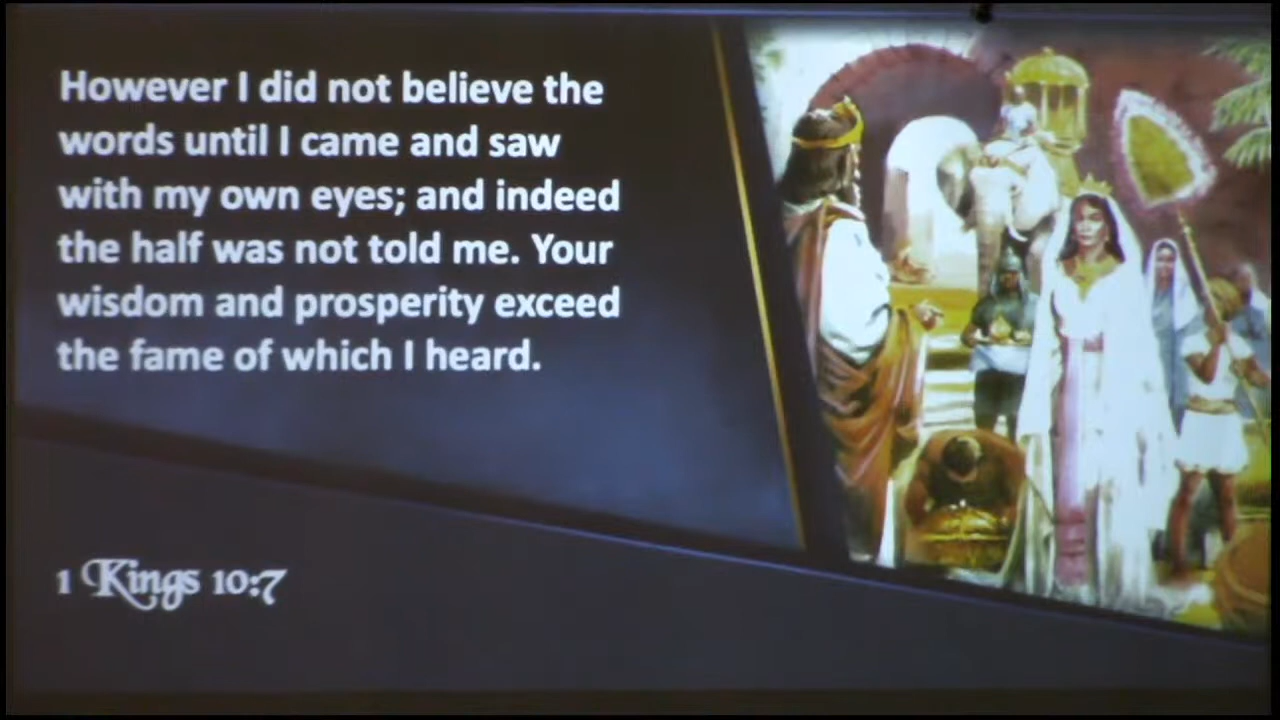 However I did not believe the
words until I came and saw
with my own eyes; and indeed
the half was not told me. Your
wisdom and prosperity exceed
the fame of which I heard.
1 Kings 10:7